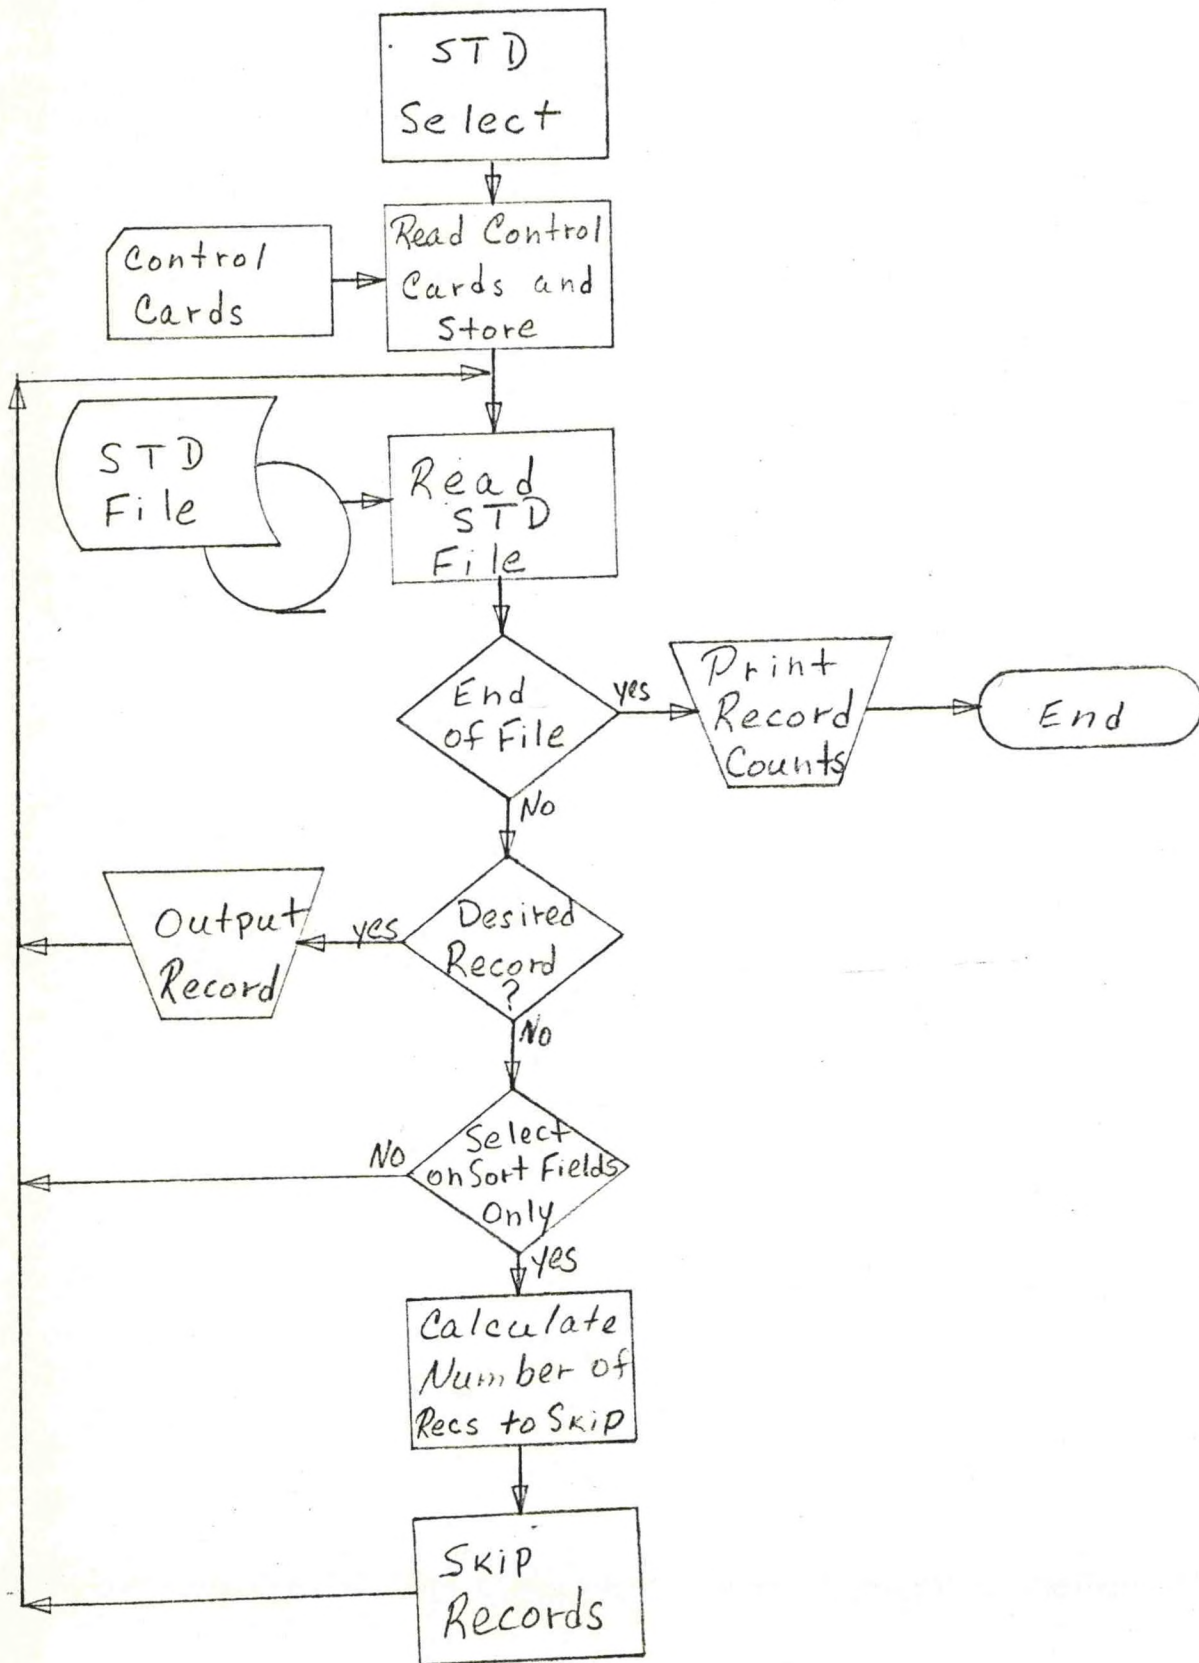 STD
Select
Read Control
Cards and
Store
Control
Cards
STD
File
Read
STD
File
End
of File
yes
Print
Record
Counts
End
No
Desired
Record
?
yes
Output
Record
No
Select
on Sort Fields
Only
No
yes
Calculate
Number of
Recs to Skip
Skip
Records